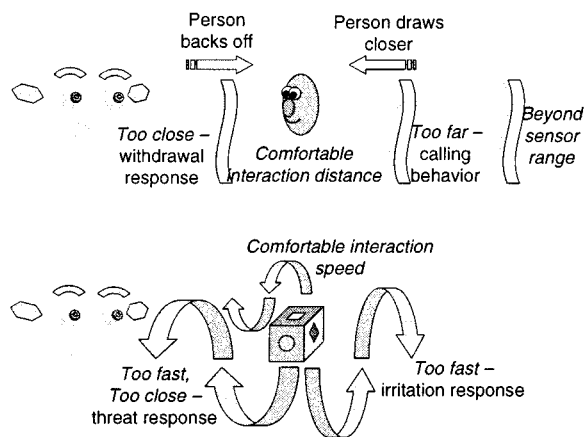 Person
backs off
Person draws
closer
Too close –
withdrawal
response
Comfortable
interaction
distance
Too far –
calling
behavior
Beyond
sensor
range
Comfortable interaction
speed
Too fast,
Too close –
threat response
Too fast –
irritation response